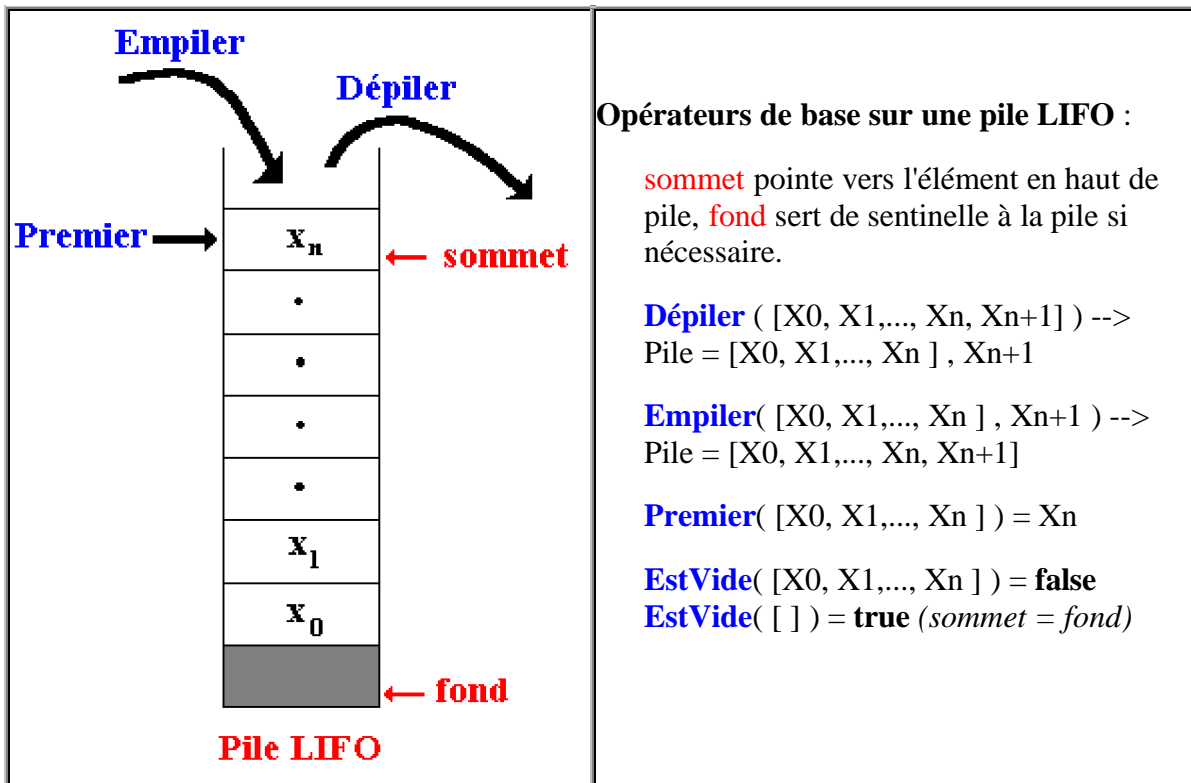 Empiler
Dépiler
Premier
xn
sommet
x1
x0
fond
Pile LIFO
Opérateurs de base sur une pile LIFO :
sommet pointe vers l'élément en haut de
pile, fond sert de sentinelle à la pile si
nécessaire.
Dépiler ( [X0, X1,..., Xn, Xn+1] ) -->
Pile = [X0, X1,..., Xn ] , Xn+1
Empiler( [X0, X1,..., Xn ] , Xn+1 ) -->
Pile = [X0, X1,..., Xn, Xn+1]
Premier( [X0, X1,..., Xn ] ) = Xn
EstVide( [X0, X1,..., Xn ] ) = false
EstVide( [ ] ) = true (sommet = fond)